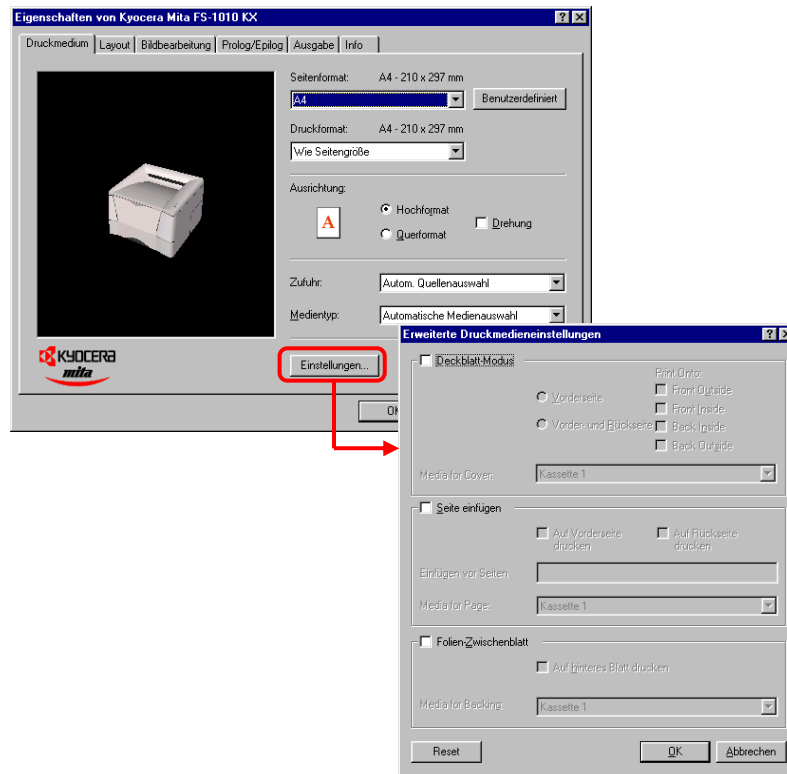 Eigenschaften von Kyocera Mita FS-1010 KX
Druckmedium Layout Bildbearbeitung Prolog/Epilog Ausgabe Info
Seitenformat: A4 - 210 x 297 mm
A4 Benutzerdefiniert
Druckformat: A4 - 210 x 297 mm
Wie Seitengröße
Ausrichtung:
A
Hochformat
Querformat
Drehung
Zufuhr: Autom. Quellenauswahl
Medientyp: Automatische Medienauswahl
KYOCERA
mita
Einstellungen...
Erweiterte Druckmedieneinstellungen
Deckblatt-Modus
Print Onto:
Vorderseite
Front Outside
Front Inside
Vorder-und Rückseite
Back Inside
Back Outside
Media for Cover: Kassette 1
Seite einfügen
Auf Vorderseite drucken
Auf Rückseite drucken
Einfügen vor Seiten
Media for Page: Kassette 1
Folien-Zwischenblatt
Auf hinteres Blatt drucken
Media for Backing: Kassette 1
Reset OK Abbrechen